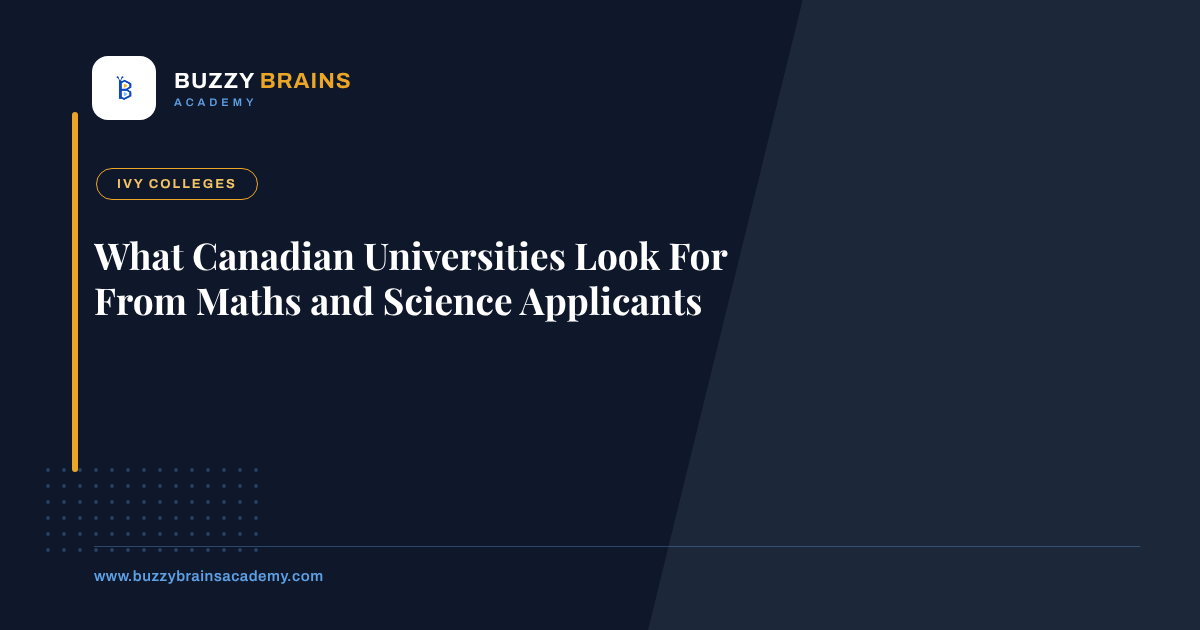 BUZZY BRAINS
ACADEMY
IVY COLLEGES
What Canadian Universities Look For
From Maths and Science Applicants
www.buzzybrainsacademy.com